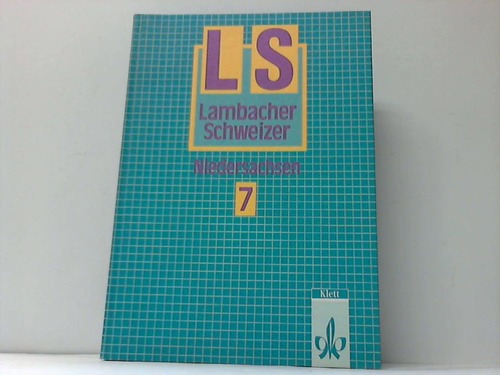 LS
Lambacher
Schweizer
Niedersachsen
7
Klett